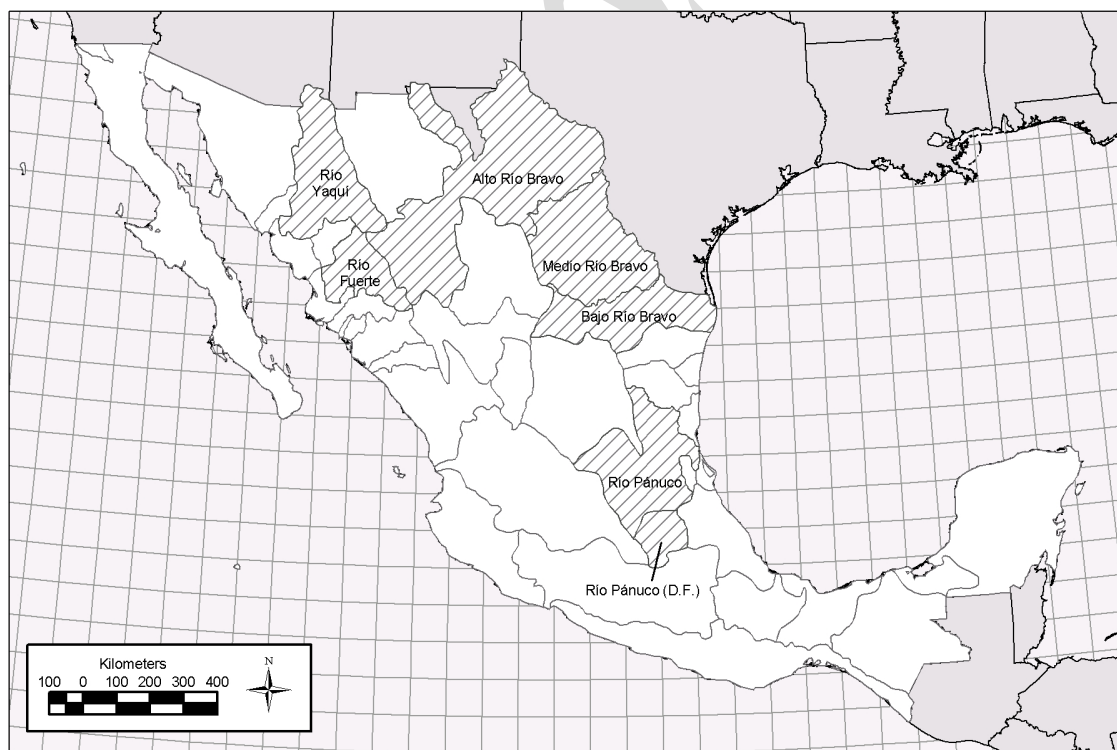 Río
Yaqui
Alto Río Bravo
Río
Fuerte
Medio Río Bravo
Bajo Río Bravo
Río Pánuco
Río Pánuco (D.F.)
Kilometers
100 0 100 200 300 400
N